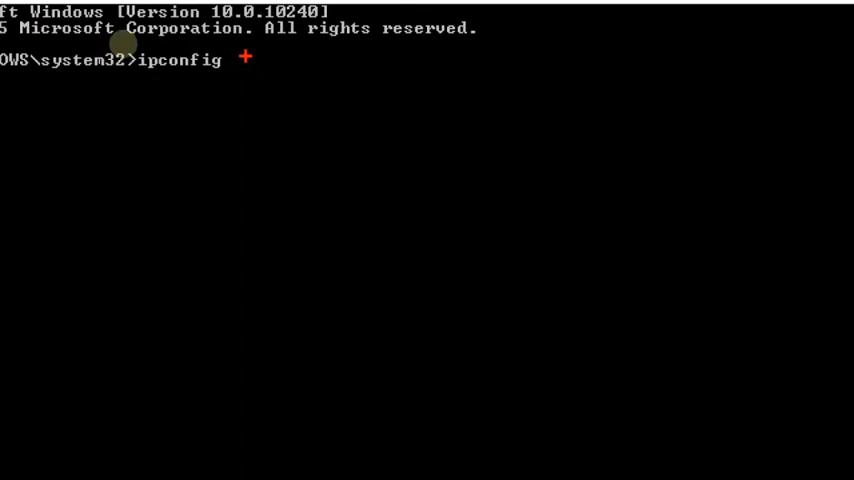 ft Windows [Version 10.0.10240]
5 Microsoft Corporation. All rights reserved.
OWS\system32>ipconfig